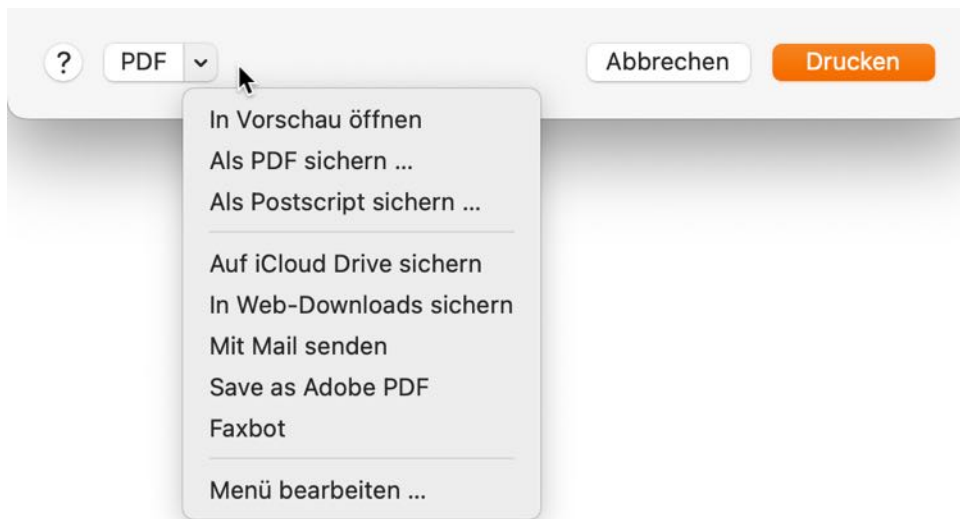 ? PDF Abbrechen Drucken
In Vorschau öffnen
Als PDF sichern ...
Als Postscript sichern ...
Auf iCloud Drive sichern
In Web-Downloads sichern
Mit Mail senden
Save as Adobe PDF
Faxbot
Menü bearbeiten ...